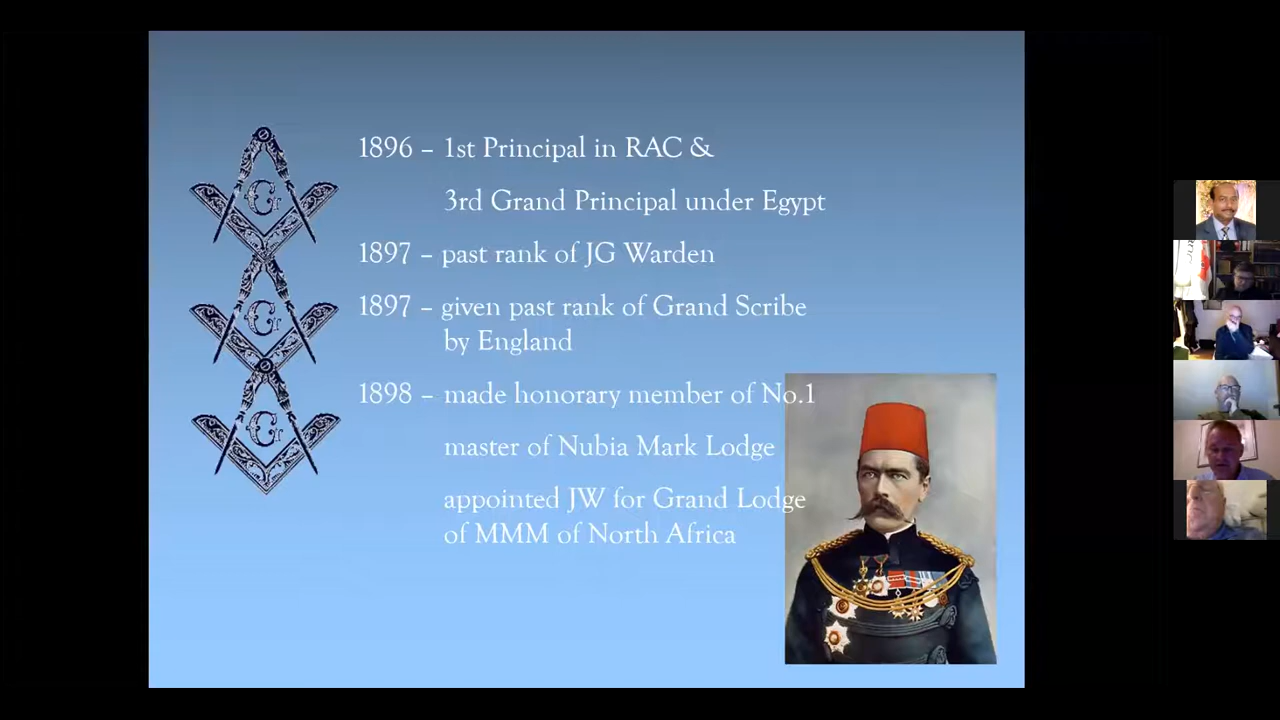 1896 – 1st Principal in RAC &
3rd Grand Principal under Egypt
1897 – past rank of JG Warden
1897 – given past rank of Grand Scribe
by England
1898 – made honorary member of No.1
master of Nubia Mark Lodge
appointed JW for Grand Lodge
of MMM of North Africa
G
G
G